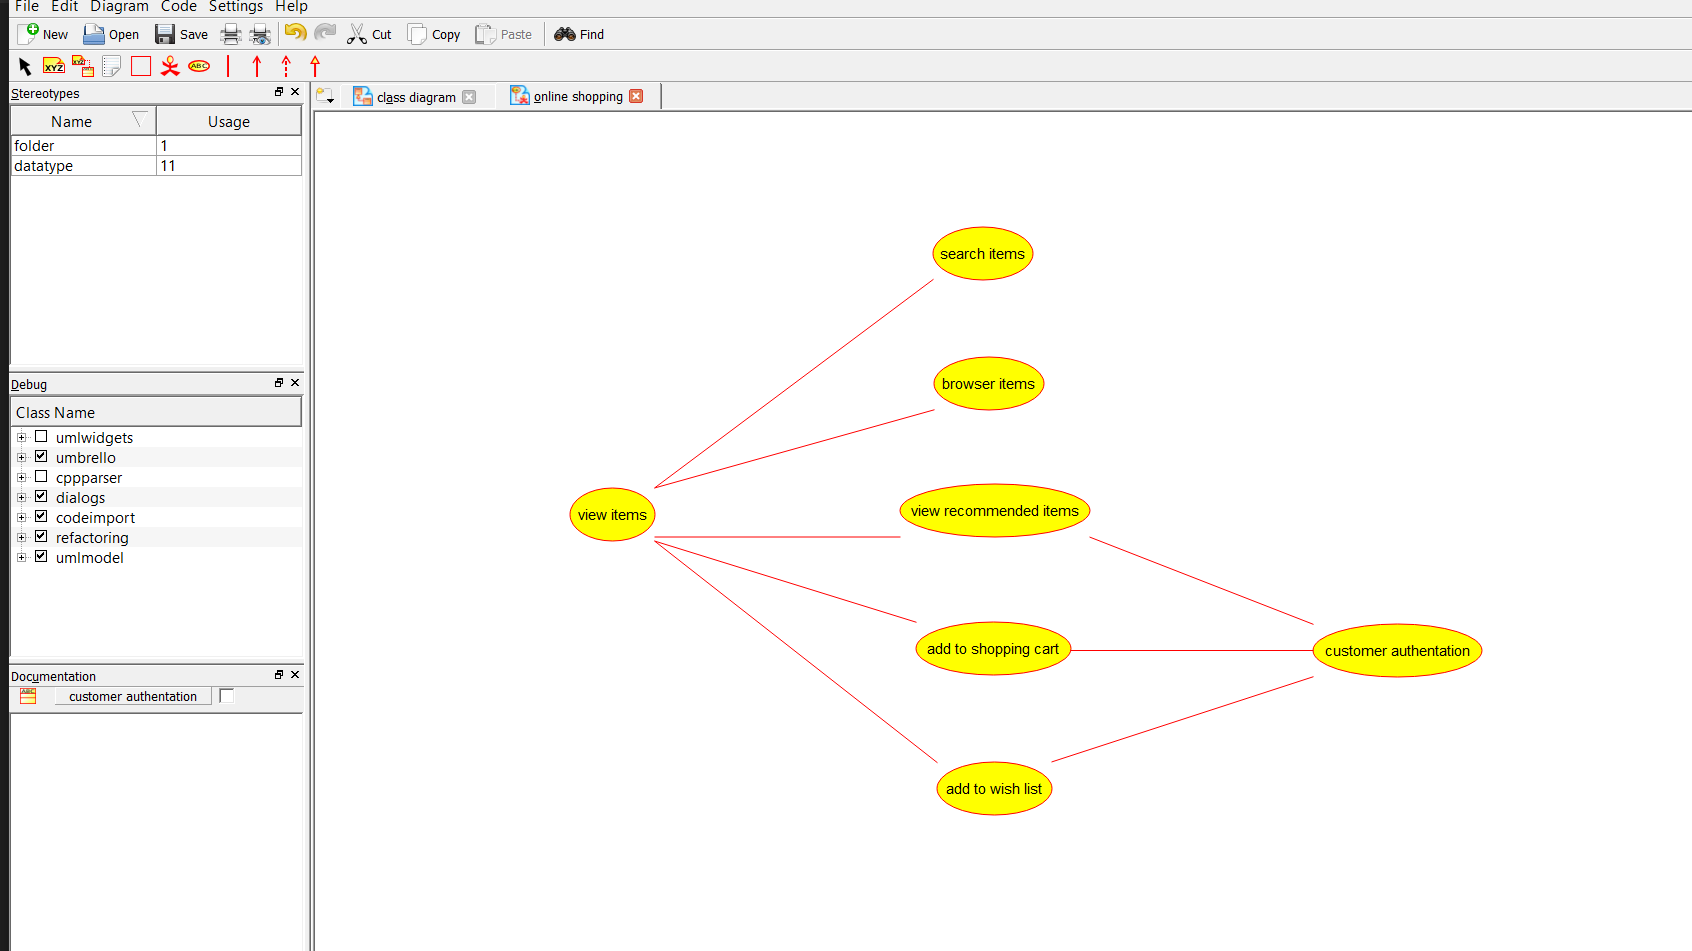 File Edit Diagram Code Settings Help
New Open Save Cut Copy Paste Find
XYZ XYZ ABC
Stereotypes
class diagram online shopping
Name Usage
folder 1
datatype 11
search items
browser items
view items
view recommended items
add to shopping cart
customer authentation
add to wish list
Debug
Class Name
umlwidgets
umbrello
cppparser
dialogs
codeimport
refactoring
umlmodel
Documentation
ABC customer authentation